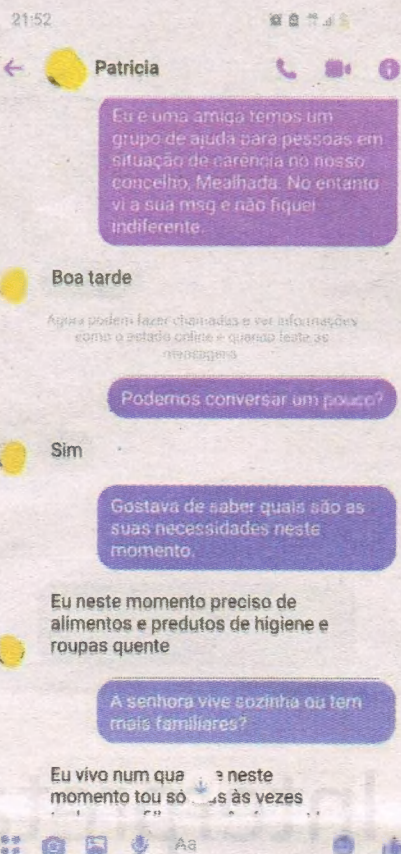 21:52
Patricia
Eu e uma amiga temos um
grupo de ajuda para pessoas em
situação de carência no nosso
concelho, Mealhada. No entanto
vi a sua msg e não fiquei
indiferente.
Boa tarde
Agora podem fazer chamadas e ver informações
como o estado online e quando leste as
mensagens
Podemos conversar um pouco?
Sim
Gostava de saber quais são as
suas necessidades neste
momento.
Eu neste momento preciso de
alimentos e predutos de higiene e
roupas quente
A senhora vive sozinha ou tem
mais familiares?
Eu vivo num neste
momento tou só às vezes
Aa